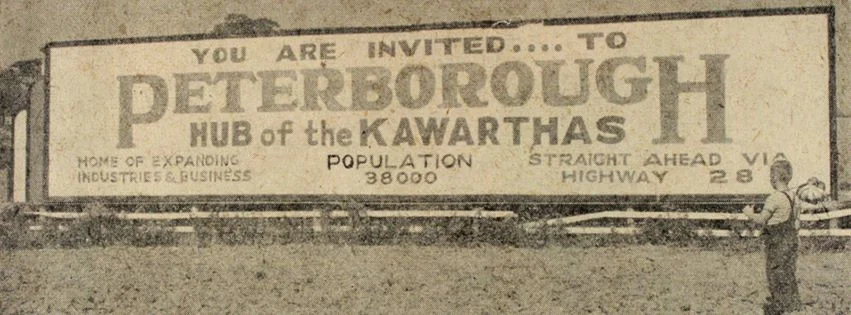 YOU ARE INVITED.... TO
PETERBOROUGH
HUB of the KAWARTHAS
HOME OF EXPANDING
INDUSTRIES & BUSINESS
POPULATION
38000
STRAIGHT AHEAD VIA
HIGHWAY 28